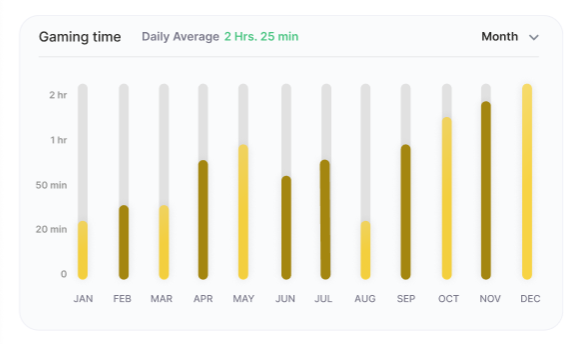 Gaming time Daily Average 2 Hrs. 25 min Month
2 hr
1 hr
50 min
20 min
0
JAN FEB MAR APR MAY JUN JUL AUG SEP OCT NOV DEC